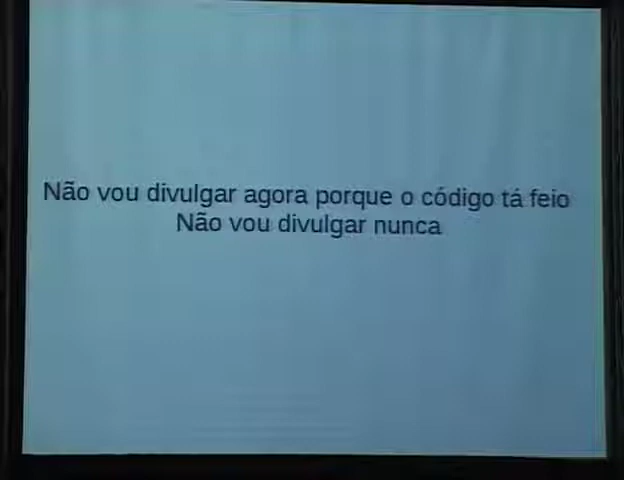 Não vou divulgar agora porque o código tá feio
Não vou divulgar nunca